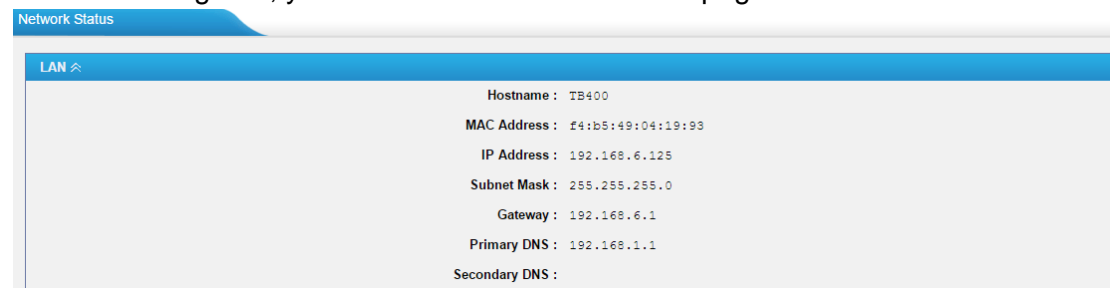 Network Status
LAN
Hostname : TB400
MAC Address : f4:b5:49:04:19:93
IP Address : 192.168.6.125
Subnet Mask : 255.255.255.0
Gateway : 192.168.6.1
Primary DNS : 192.168.1.1
Secondary DNS :